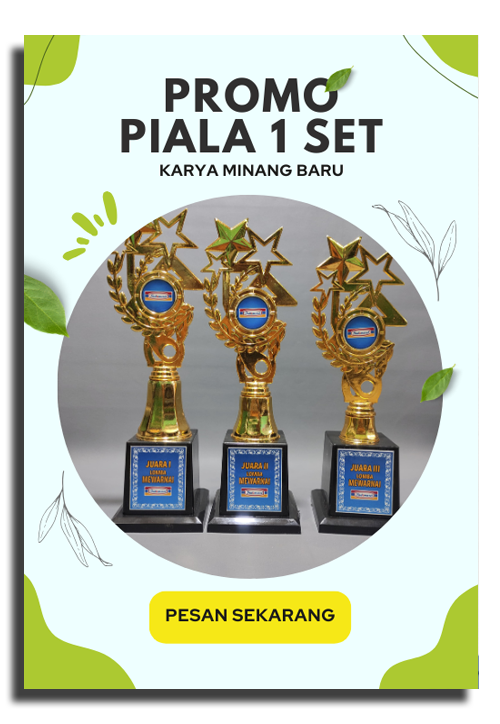 PROMO
PIALA 1 SET
KARYA MINANG BARU
JUARA I
LOMBA
MEWARNAI
JUARA II
LOMBA
MEWARNAI
JUARA III
LOMBA
MEWARNAI
PESAN SEKARANG